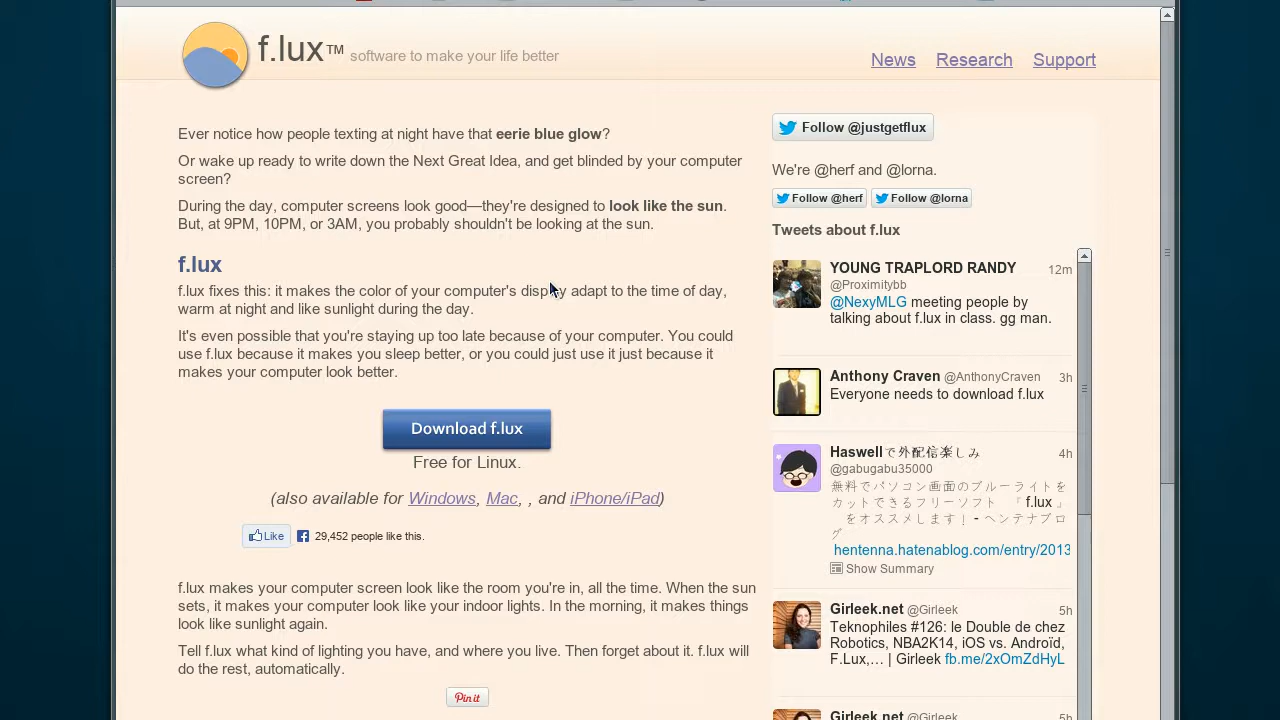 f.lux™ software to make your life better
News Research Support
Ever notice how people texting at night have that eerie blue glow?
Or wake up ready to write down the Next Great Idea, and get blinded by your computer
screen?
During the day, computer screens look good—they're designed to look like the sun.
But, at 9PM, 10PM, or 3AM, you probably shouldn't be looking at the sun.
f.lux
f.lux fixes this: it makes the color of your computer's display adapt to the time of day,
warm at night and like sunlight during the day.
It's even possible that you're staying up too late because of your computer. You could
use f.lux because it makes you sleep better, or you could just use it just because it
makes your computer look better.
Download f.lux
Free for Linux.
(also available for Windows, Mac, , and iPhone/iPad)
Like 29,452 people like this.
f.lux makes your computer screen look like the room you're in, all the time. When the sun
sets, it makes your computer look like your indoor lights. In the morning, it makes things
look like sunlight again.
Tell f.lux what kind of lighting you have, and where you live. Then forget about it. f.lux will
do the rest, automatically.
Pin it
Follow @justgetflux
We're @herf and @lorna.
Follow @herf Follow @lorna
Tweets about f.lux
YOUNG TRAPLORD RANDY 12m
@Proximitybb
@NexyMLG meeting people by
talking about f.lux in class. gg man.
Anthony Craven @AnthonyCraven 3h
Everyone needs to download f.lux
Haswellで外配信楽しみ 4h
@gabugabu35000
無料でパソコン画面のブルーライトを
カットできるフリーソフト 「f.lux」
をオススメします！ - ヘンテナブロ
グ
hentenna.hatenablog.com/entry/2013
Show Summary
Girleek.net @Girleek 5h
Teknophiles #126: le Double de chez
Robotics, NBA2K14, iOS vs. Androïd,
F.Lux,… | Girleek fb.me/2xOmZdHyL
Girleek.net @Girleek 5h